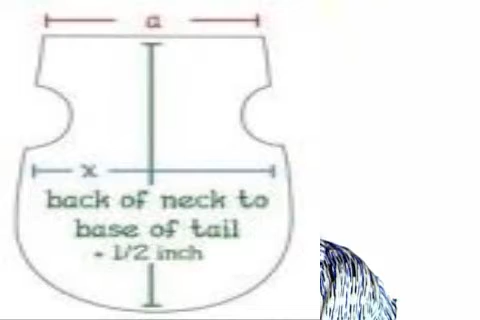 a
x
back of neck to
base of tail
- 1/2 inch